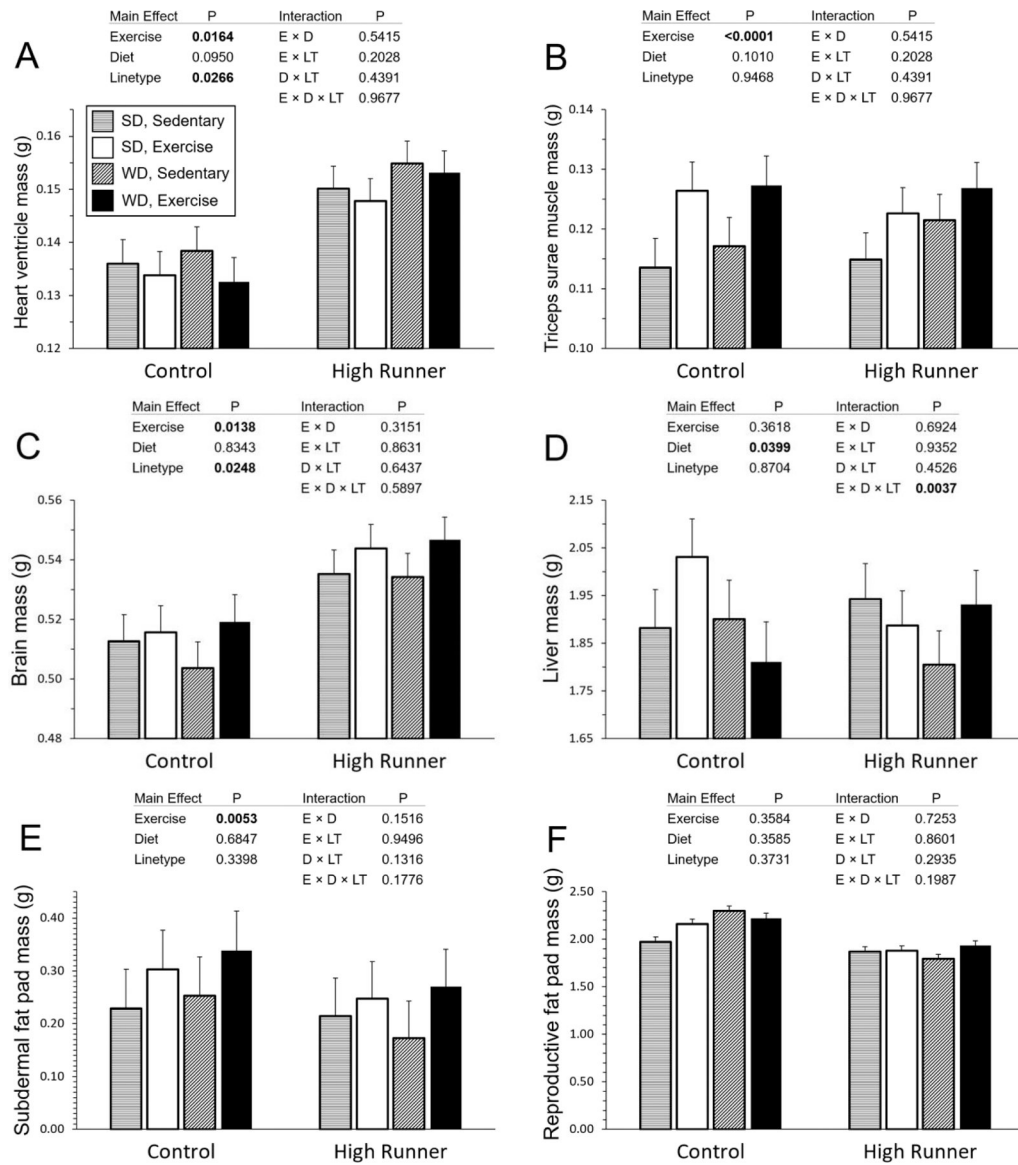 Main Effect P Interaction P
Exercise 0.0164 E × D 0.5415
Diet 0.0950 E × LT 0.2028
Linetype 0.0266 D × LT 0.4391
E × D × LT 0.9677
A
Heart ventricle mass (g)
0.16
0.15
0.14
0.13
0.12
SD, Sedentary
SD, Exercise
WD, Sedentary
WD, Exercise
Control High Runner
Main Effect P Interaction P
Exercise <0.0001 E × D 0.5415
Diet 0.1010 E × LT 0.2028
Linetype 0.9468 D × LT 0.4391
E × D × LT 0.9677
B
Triceps surae muscle mass (g)
0.14
0.13
0.12
0.11
0.10
Control High Runner
Main Effect P Interaction P
Exercise 0.0138 E × D 0.3151
Diet 0.8343 E × LT 0.8631
Linetype 0.0248 D × LT 0.6437
E × D × LT 0.5897
C
Brain mass (g)
0.56
0.54
0.52
0.50
0.48
Control High Runner
Main Effect P Interaction P
Exercise 0.3618 E × D 0.6924
Diet 0.0399 E × LT 0.9352
Linetype 0.8704 D × LT 0.4526
E × D × LT 0.0037
D
Liver mass (g)
2.15
2.05
1.95
1.85
1.75
1.65
Control High Runner
Main Effect P Interaction P
Exercise 0.0053 E × D 0.1516
Diet 0.6847 E × LT 0.9496
Linetype 0.3398 D × LT 0.1316
E × D × LT 0.1776
E
Subdermal fat pad mass (g)
0.40
0.30
0.20
0.10
0.00
Control High Runner
Main Effect P Interaction P
Exercise 0.3584 E × D 0.7253
Diet 0.3585 E × LT 0.8601
Linetype 0.3731 D × LT 0.2935
E × D × LT 0.1987
F
Reproductive fat pad mass (g)
2.50
2.00
1.50
1.00
0.50
0.00
Control High Runner